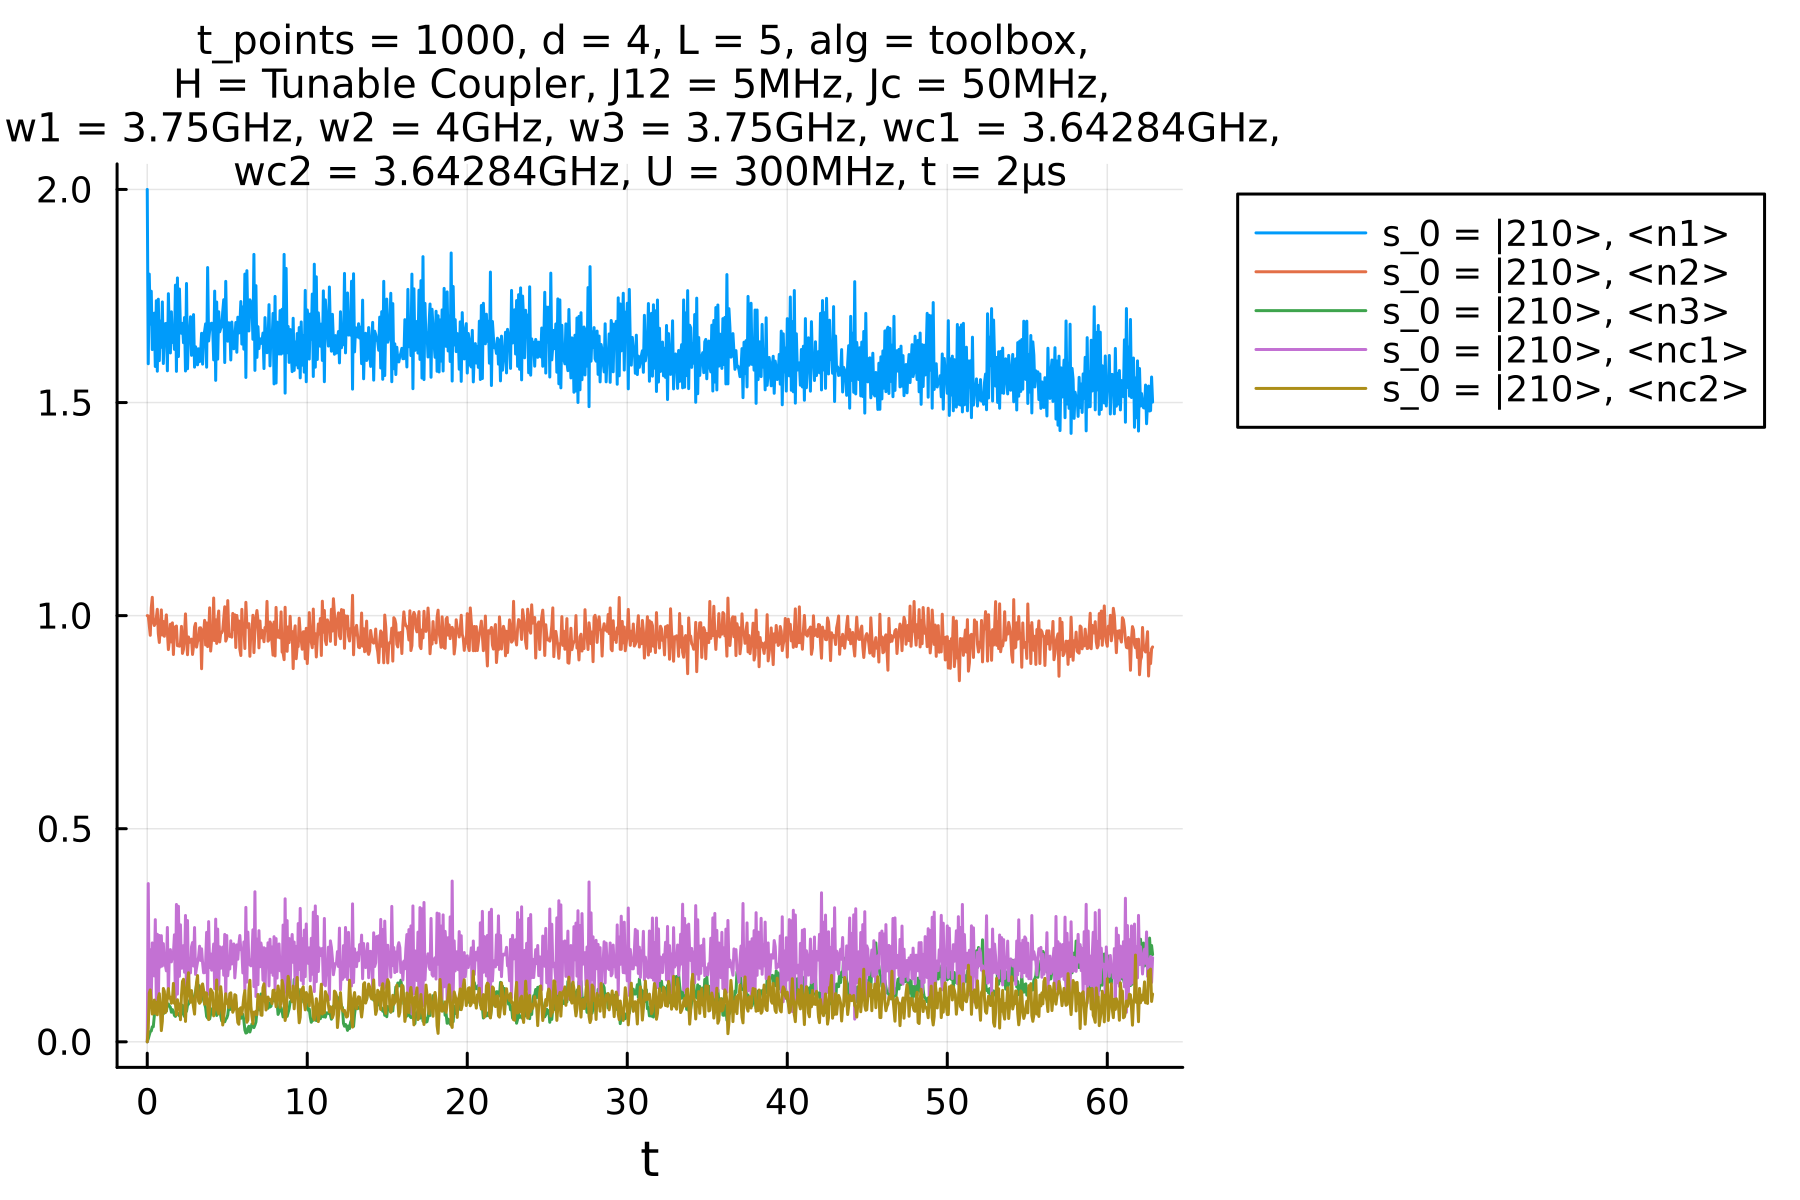 t_points = 1000, d = 4, L = 5, alg = toolbox,
H = Tunable Coupler, J12 = 5MHz, Jc = 50MHz,
w1 = 3.75GHz, w2 = 4GHz, w3 = 3.75GHz, wc1 = 3.64284GHz,
wc2 = 3.64284GHz, U = 300MHz, t = 2μs
2.0
1.5
1.0
0.5
0.0
0 10 20 30 40 50 60
t
s_0 = |210>, <n1>
s_0 = |210>, <n2>
s_0 = |210>, <n3>
s_0 = |210>, <nc1>
s_0 = |210>, <nc2>